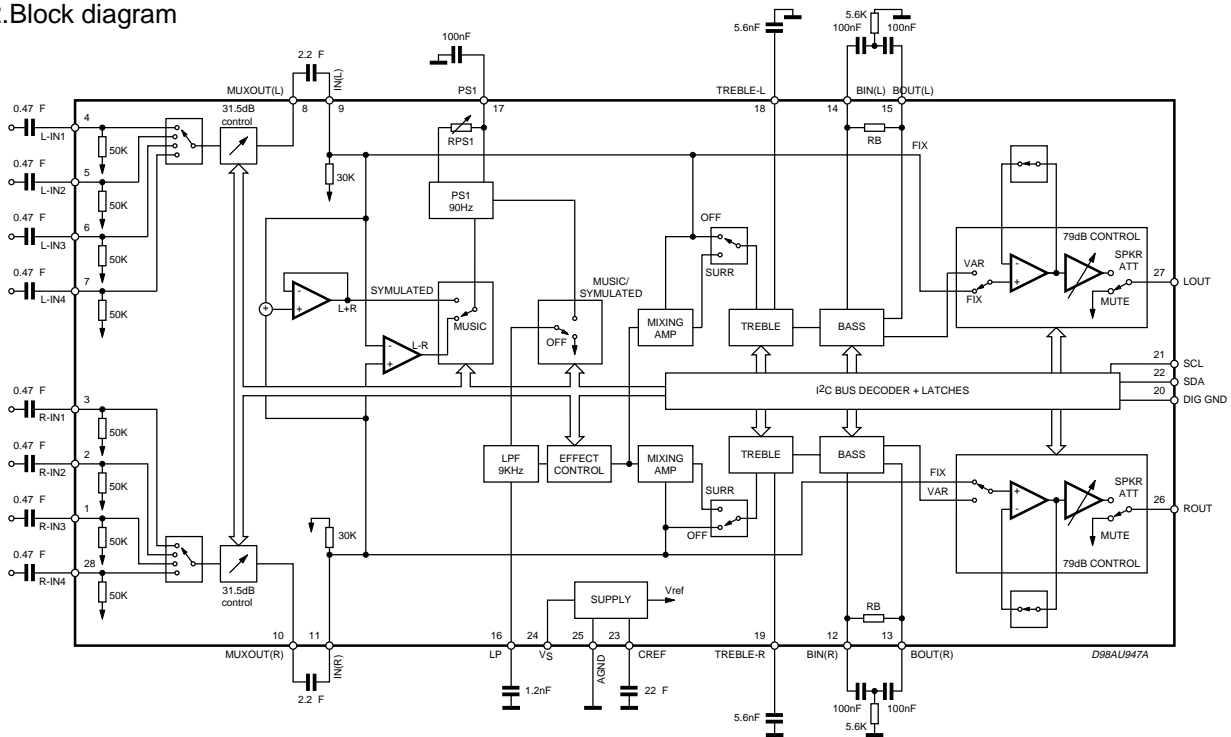 2.Block diagram
5.6K
5.6nF
100nF
100nF
100nF
2.2 F
IN(L)
MUXOUT(L)
PS1
TREBLE-L
BIN(L)
BOUT(L)
0.47 F
31.5dB
control
8
9
17
18
14
15
4
L-IN1
50K
RPS1
RB
FIX
0.47 F
5
L-IN2
50K
30K
PS1
90Hz
0.47 F
6
L-IN3
50K
OFF
79dB CONTROL
0.47 F
7
L-IN4
50K
SURR
VAR
SPKR
ATT
27
LOUT
FIX
MUTE
-
+
+
L+R
SYMULATED
MUSIC/
SYMULATED
MUSIC
OFF
MIXING
AMP
TREBLE
BASS
-
+
-
+
L-R
21
SCL
I2C BUS DECODER + LATCHES
22
SDA
20
DIG GND
0.47 F
3
R-IN1
50K
0.47 F
2
R-IN2
50K
LPF
9KHz
EFFECT
CONTROL
MIXING
AMP
TREBLE
BASS
FIX
VAR
+
-
SPKR
ATT
26
ROUT
MUTE
SURR
OFF
0.47 F
1
R-IN3
50K
30K
79dB CONTROL
0.47 F
28
R-IN4
50K
31.5dB
control
SUPPLY
Vref
RB
10
11
16
24
25
23
19
12
13
MUXOUT(R)
IN(R)
LP
VS
AGND
CREF
TREBLE-R
BIN(R)
BOUT(R)
D98AU947A
2.2 F
1.2nF
22 F
5.6nF
100nF
100nF
5.6K